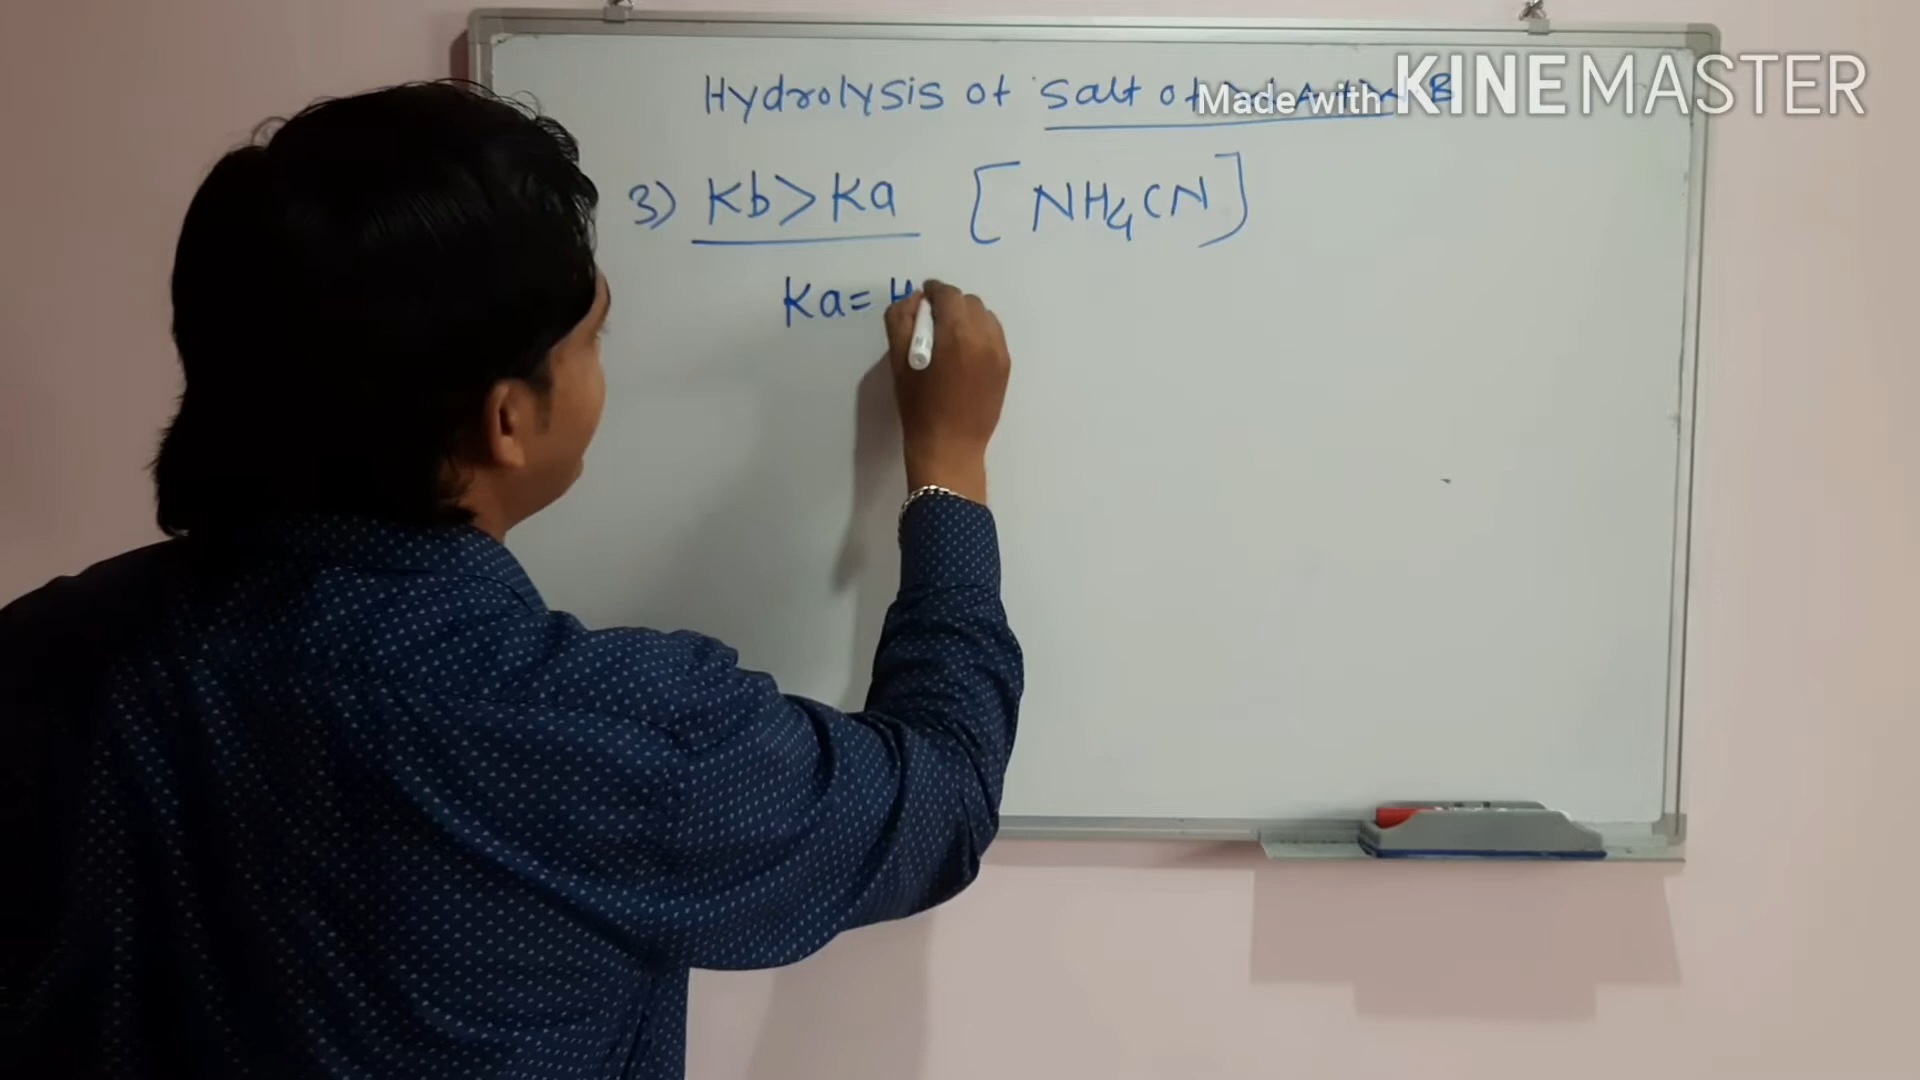 Hydrolysis of Salt of
Made with KINEMASTER
3) Kb>Ka [NH4CN]
Ka= H